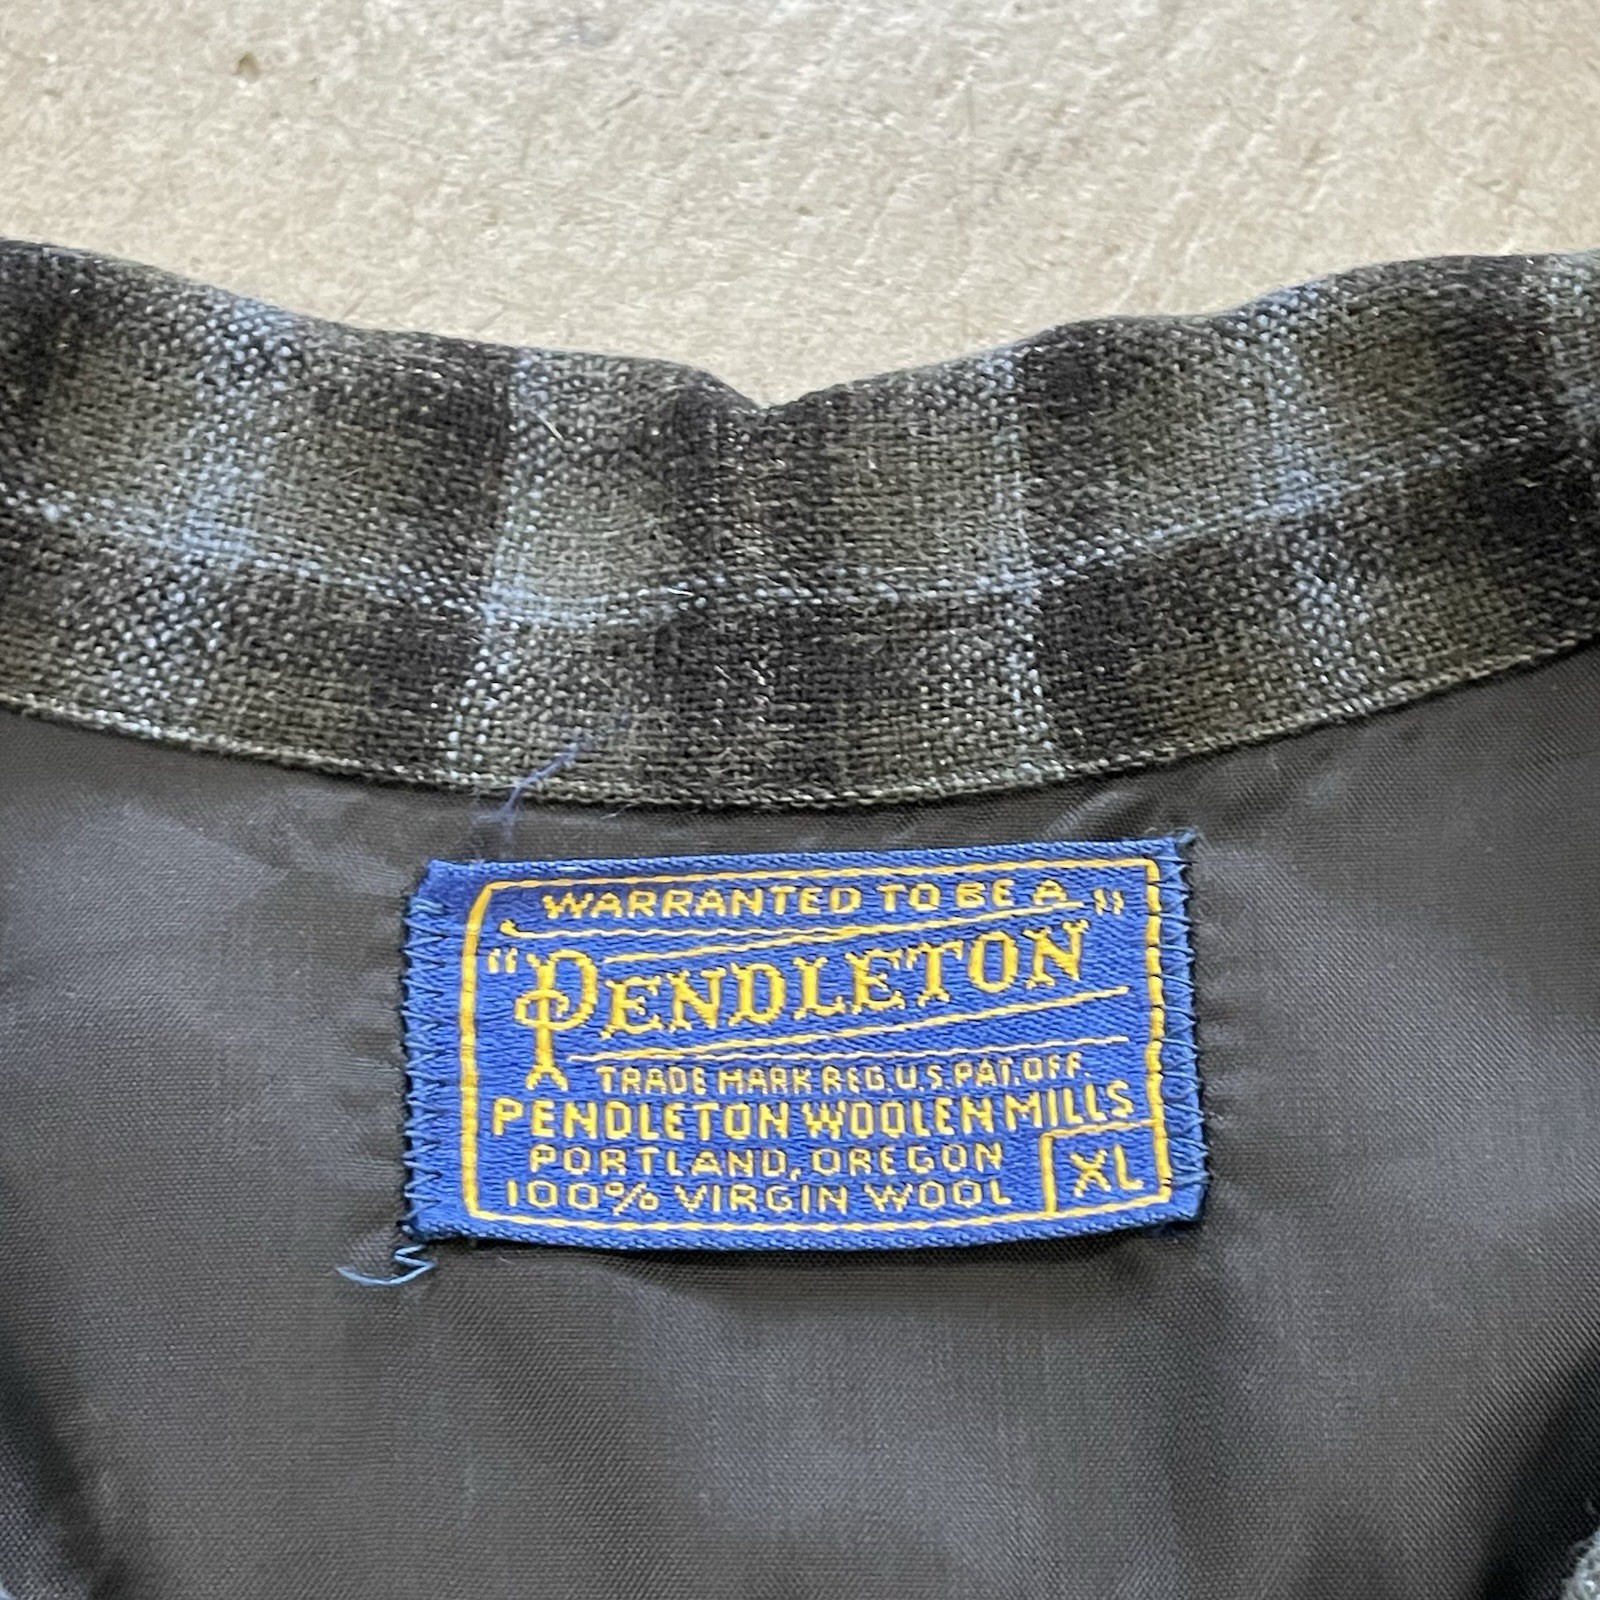 WARRANTED TO BE A
"PENDLETON"
TRADE MARK REG. U.S. PAT. OFF.
PENDLETON WOOLEN MILLS
PORTLAND, OREGON
100% VIRGIN WOOL
XL